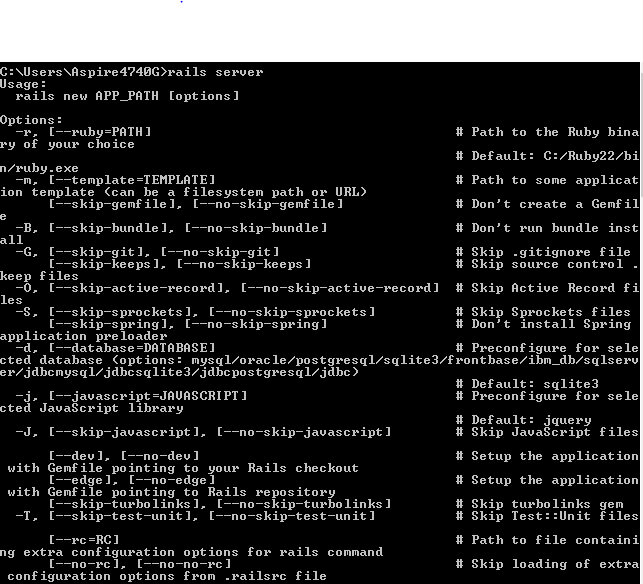 C:\Users\Aspire4740G>rails server
Usage:
  rails new APP_PATH [options]

Options:
  -r, [--ruby=PATH]                                      # Path to the Ruby bina
ry of your choice
                                                         # Default: C:/Ruby22/bi
n/ruby.exe
  -m, [--template=TEMPLATE]                              # Path to some applicat
ion template (can be a filesystem path or URL)
      [--skip-gemfile], [--no-skip-gemfile]              # Don't create a Gemfil
e
  -B, [--skip-bundle], [--no-skip-bundle]                # Don't run bundle inst
all
  -G, [--skip-git], [--no-skip-git]                      # Skip .gitignore file
      [--skip-keeps], [--no-skip-keeps]                  # Skip source control .
keep files
  -O, [--skip-active-record], [--no-skip-active-record]  # Skip Active Record fi
les
  -S, [--skip-sprockets], [--no-skip-sprockets]          # Skip Sprockets files
      [--skip-spring], [--no-skip-spring]                # Don't install Spring
application preloader
  -d, [--database=DATABASE]                              # Preconfigure for sele
cted database (options: mysql/oracle/postgresql/sqlite3/frontbase/ibm_db/sqlserv
er/jdbcmysql/jdbcsqlite3/jdbcpostgresql/jdbc)
                                                         # Default: sqlite3
  -j, [--javascript=JAVASCRIPT]                          # Preconfigure for sele
cted JavaScript library
                                                         # Default: jquery
  -J, [--skip-javascript], [--no-skip-javascript]        # Skip JavaScript files

      [--dev], [--no-dev]                                # Setup the application
 with Gemfile pointing to your Rails checkout
      [--edge], [--no-edge]                              # Setup the application
 with Gemfile pointing to Rails repository
      [--skip-turbolinks], [--no-skip-turbolinks]        # Skip turbolinks gem
  -T, [--skip-test-unit], [--no-skip-test-unit]          # Skip Test::Unit files

      [--rc=RC]                                          # Path to file containi
ng extra configuration options for rails command
      [--no-rc], [--no-no-rc]                            # Skip loading of extra
 configuration options from .railsrc file